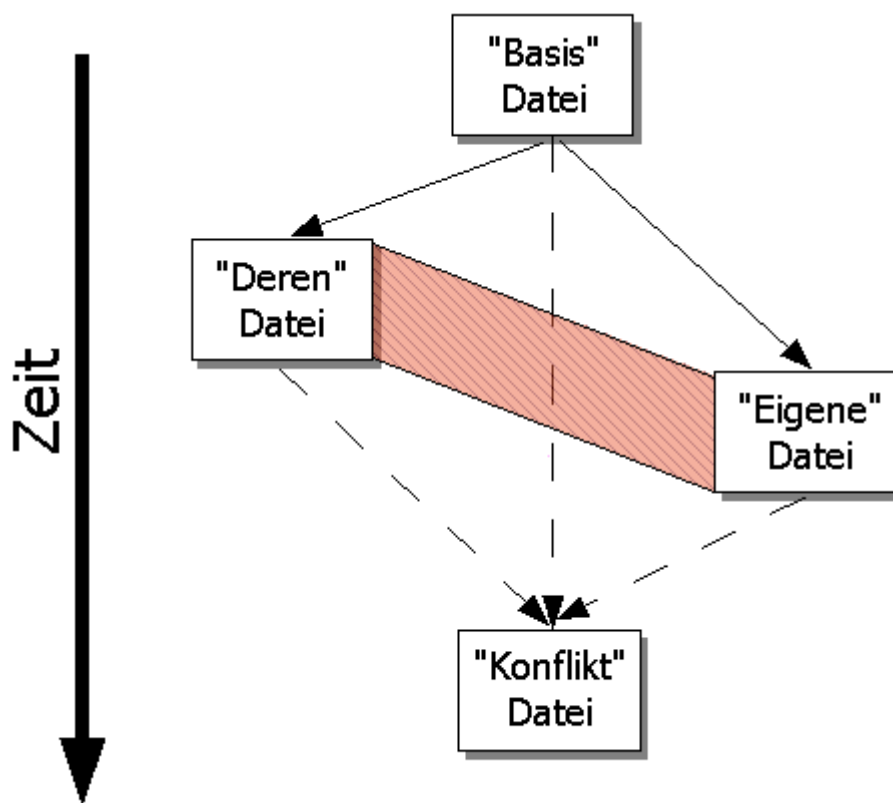 "Basis"
Datei
"Deren"
Datei
Zeit
"Eigene"
Datei
"Konflikt"
Datei